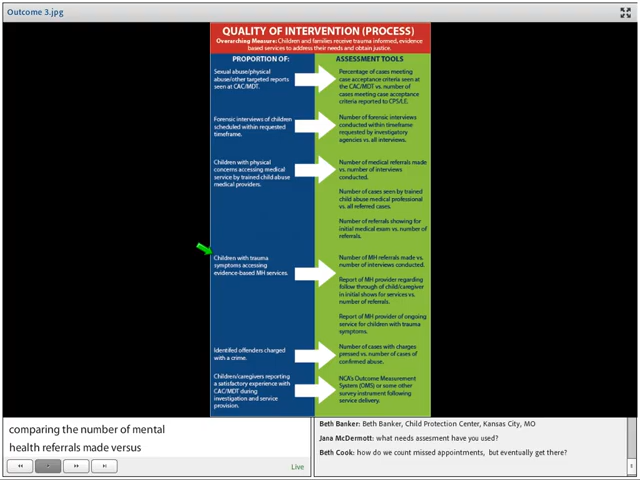 Outcome 3.jpg
QUALITY OF INTERVENTION (PROCESS)
Overarching Measure: Children and families receive trauma informed, evidence
based services to address their needs and obtain justice.
PROPORTION OF:
ASSESSMENT TOOLS
Sexual abuse/physical
abuse/other targeted reports
seen at CAC/MDT.
Percentage of cases meeting
case acceptance criteria seen at
the CAC/MDT vs. number of
cases meeting case acceptance
criteria reported to CPS/LE.
Forensic interviews of children
scheduled within requested
timeframe.
Number of forensic interviews
conducted within timeframe
requested by investigatory
agencies vs. all interviews.
Children with physical
concerns accessing medical
service by trained child abuse
medical providers.
Number of medical referrals made
vs. number of interviews
conducted.
Number of cases seen by trained
child abuse medical professional
vs. all referred cases.
Number of referrals showing for
initial medical exam vs. number of
referrals.
Children with trauma
symptoms accessing
evidence-based MH services.
Number of MH referrals made vs.
number of interviews conducted.
Report of MH provider regarding
follow through of child/caregiver
in initial shows for services vs.
number of referrals.
Report of MH provider of ongoing
service for children with trauma
symptoms.
Identifed offenders charged
with a crime.
Number of cases with charges
pressed vs. number of cases of
confirmed abuse.
Children/caregivers reporting
a satisfactory experience with
CAC/MDT during
investigation and service
provision.
NCA's Outcome Measurement
System (OMS) or some other
survey instrument following
service delivery.
comparing the number of mental
health referrals made versus
Live
Beth Banker: Beth Banker, Child Protection Center, Kansas City, MO
Jana McDermott: what needs assesment have you used?
Beth Cook: how do we count missed appointments, but eventually get there?